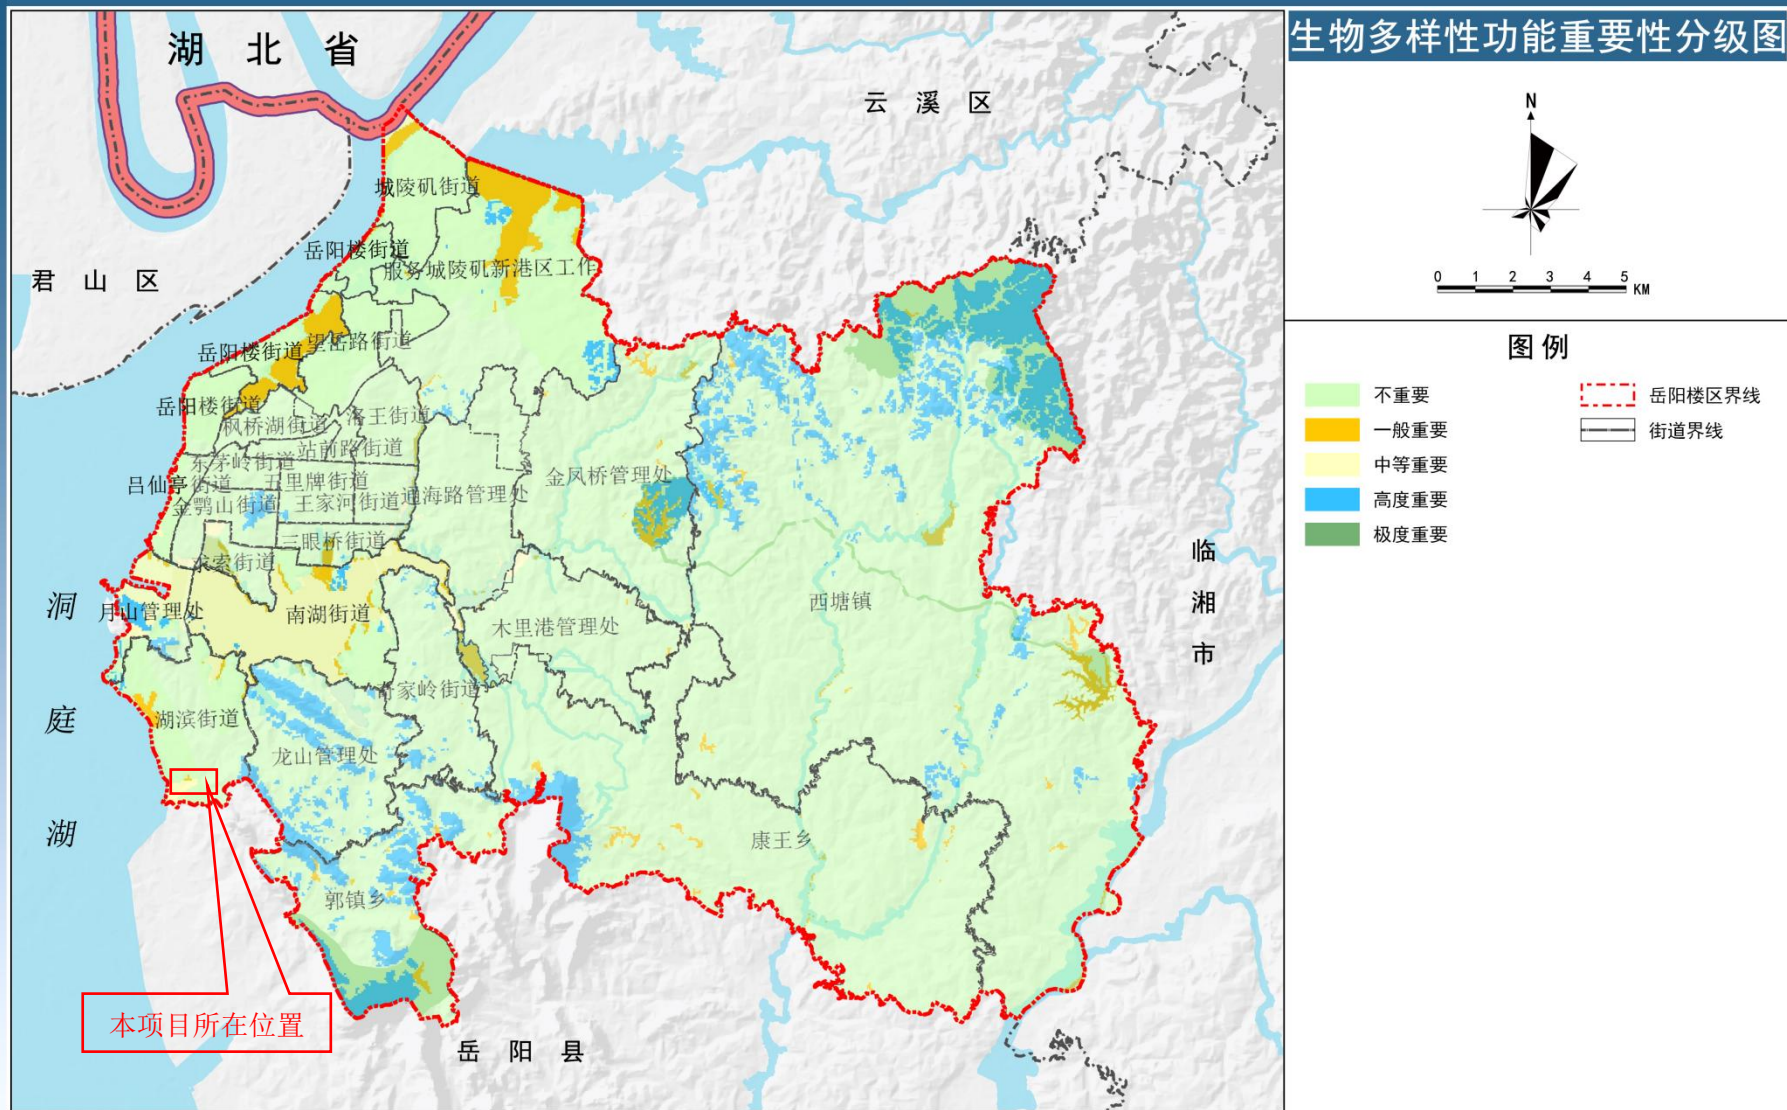 生物多样性功能重要性分级图
湖北省
云溪区
君山区
临湘市
洞庭湖
岳阳县
城陵矶街道
岳阳楼街道
服务城陵矶新港区工作
岳阳楼街道
望岳路街道
岳阳楼街道
枫桥湖街道
洛王街道
站前路街道
东茅岭街道
吕仙亭街道
五里牌街道
金鹗山街道
王家河街道
通海路管理处
金凤桥管理处
三眼桥街道
求索街道
月山管理处
南湖街道
木里港管理处
西塘镇
奇家岭街道
湖滨街道
龙山管理处
康王乡
郭镇乡
本项目所在位置
N
0 1 2 3 4 5 KM
图例
不重要
一般重要
中等重要
高度重要
极度重要
岳阳楼区界线
街道界线